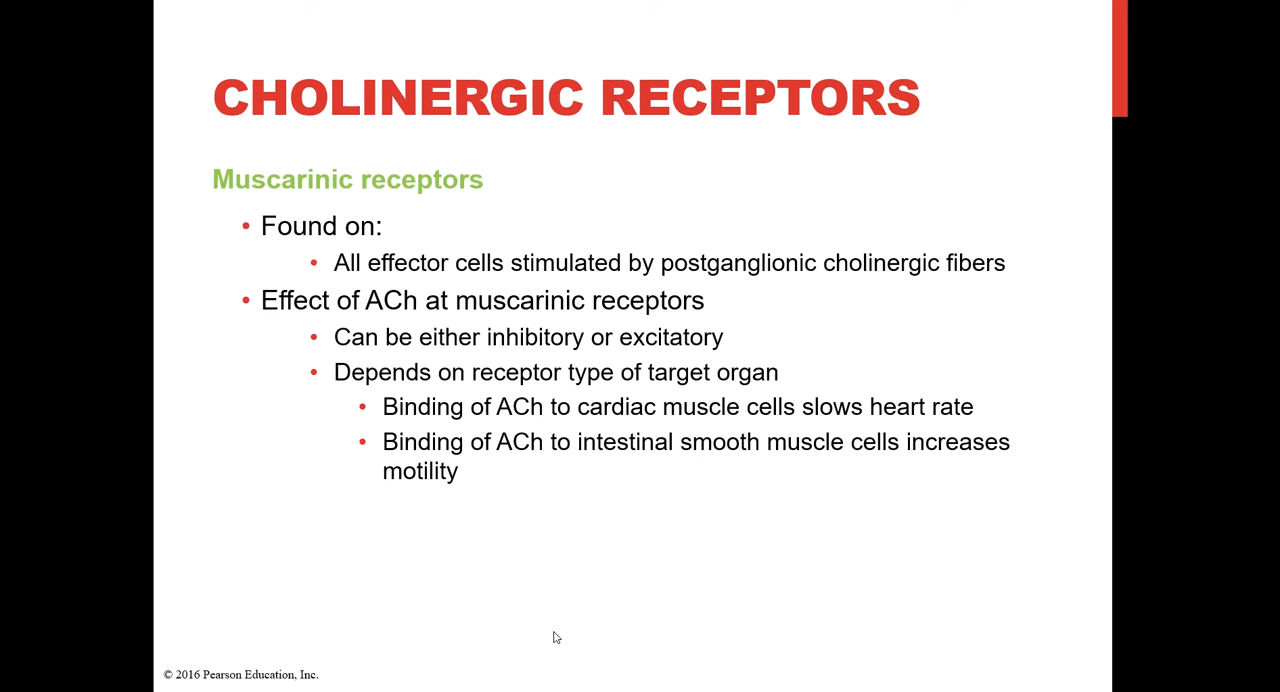 CHOLINERGIC RECEPTORS
Muscarinic receptors
• Found on:
• All effector cells stimulated by postganglionic cholinergic fibers
• Effect of ACh at muscarinic receptors
• Can be either inhibitory or excitatory
• Depends on receptor type of target organ
• Binding of ACh to cardiac muscle cells slows heart rate
• Binding of ACh to intestinal smooth muscle cells increases
motility
© 2016 Pearson Education, Inc.